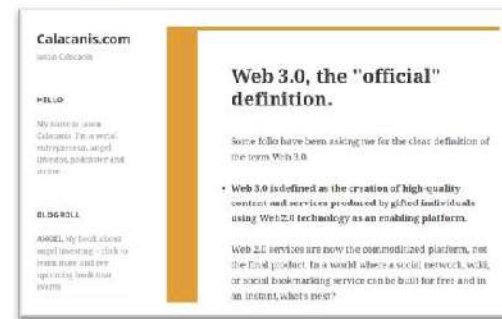 Calacanis.com
Jason Calacanis
HELLO
My name is Jason
Calacanis. I'm a serial
entrepreneur, angel
investor, podcaster and
writer
BLOGROLL
ANGEL, My book about
angel investing - click to
learn more and see
upcoming book tour
events
Web 3.0, the "official"
definition.
Some folks have been asking me for the clear definition of
the term Web 3.0.
Web 3.0 is defined as the creation of high-quality
content and services produced by gifted individuals
using Web 2.0 technology as an enabling platform.
Web 2.0 services are now the commoditized platform, not
the final product. In a world where a social network, wiki,
or social bookmarking service can be built for free and in
an instant, what's next?